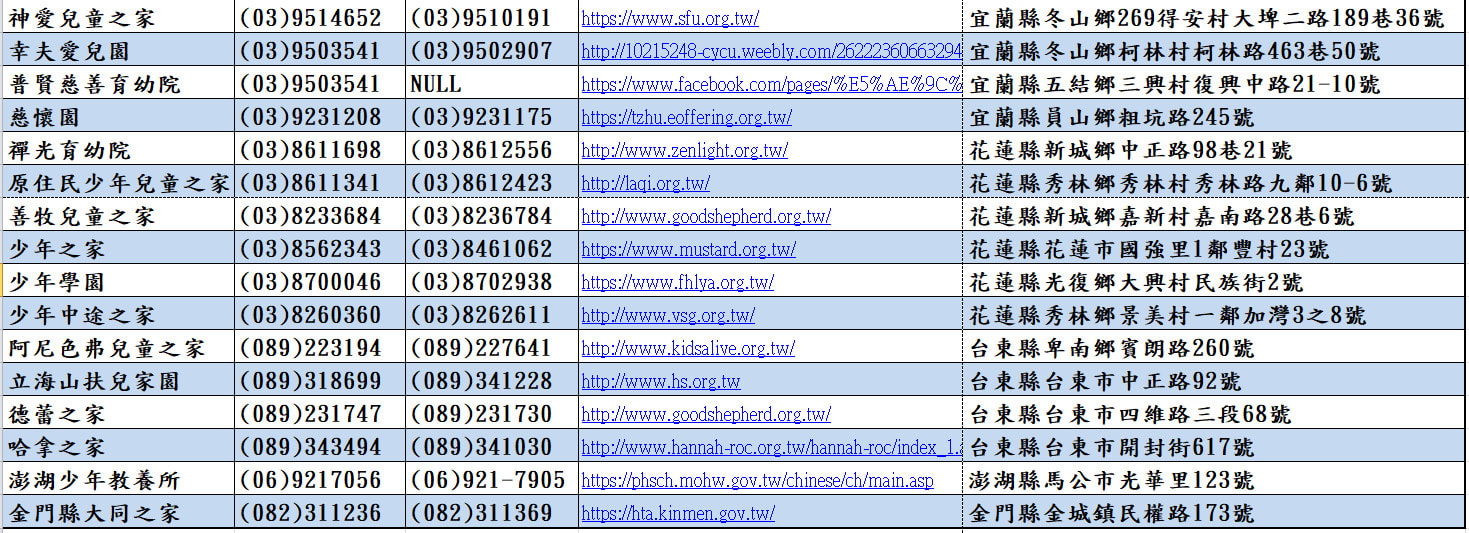 神愛兒童之家 (03)9514652 (03)9510191 https://www.sfu.org.tw/ 宜蘭縣冬山鄉269得安村大埤二路189巷36號
幸夫愛兒園 (03)9503541 (03)9502907 http://10215248-cycu.weebly.com/26222360663294 宜蘭縣冬山鄉柯林村柯林路463巷50號
普賢慈善育幼院 (03)9503541 NULL https://www.facebook.com/pages/%E5%AE%9C% 宜蘭縣五結鄉三興村復興中路21-10號
慈懷園 (03)9231208 (03)9231175 https://tzhu.eoffering.org.tw/ 宜蘭縣員山鄉粗坑路245號
禪光育幼院 (03)8611698 (03)8612556 http://www.zenlight.org.tw/ 花蓮縣新城鄉中正路98巷21號
原住民少年兒童之家 (03)8611341 (03)8612423 http://laqi.org.tw/ 花蓮縣秀林鄉秀林村秀林路九鄰10-6號
善牧兒童之家 (03)8233684 (03)8236784 http://www.goodshepherd.org.tw/ 花蓮縣新城鄉嘉新村嘉南路28巷6號
少年之家 (03)8562343 (03)8461062 https://www.mustard.org.tw/ 花蓮縣花蓮市國強里1鄰豐村23號
少年學園 (03)8700046 (03)8702938 https://www.fhlya.org.tw/ 花蓮縣光復鄉大興村民族街2號
少年中途之家 (03)8260360 (03)8262611 http://www.vsg.org.tw/ 花蓮縣秀林鄉景美村一鄰加灣3之8號
阿尼色弗兒童之家 (089)223194 (089)227641 http://www.kidsalive.org.tw/ 台東縣卑南鄉賓朗路260號
立海山扶兒家園 (089)318699 (089)341228 http://www.hs.org.tw 台東縣台東市中正路92號
德蕾之家 (089)231747 (089)231730 http://www.goodshepherd.org.tw/ 台東縣台東市四維路三段68號
哈拿之家 (089)343494 (089)341030 http://www.hannah-roc.org.tw/hannah-roc/index_1. 台東縣台東市開封街617號
澎湖少年教養所 (06)9217056 (06)921-7905 https://phsch.mohw.gov.tw/chinese/ch/main.asp 澎湖縣馬公市光華里123號
金門縣大同之家 (082)311236 (082)311369 https://hta.kinmen.gov.tw/ 金門縣金城鎮民權路173號